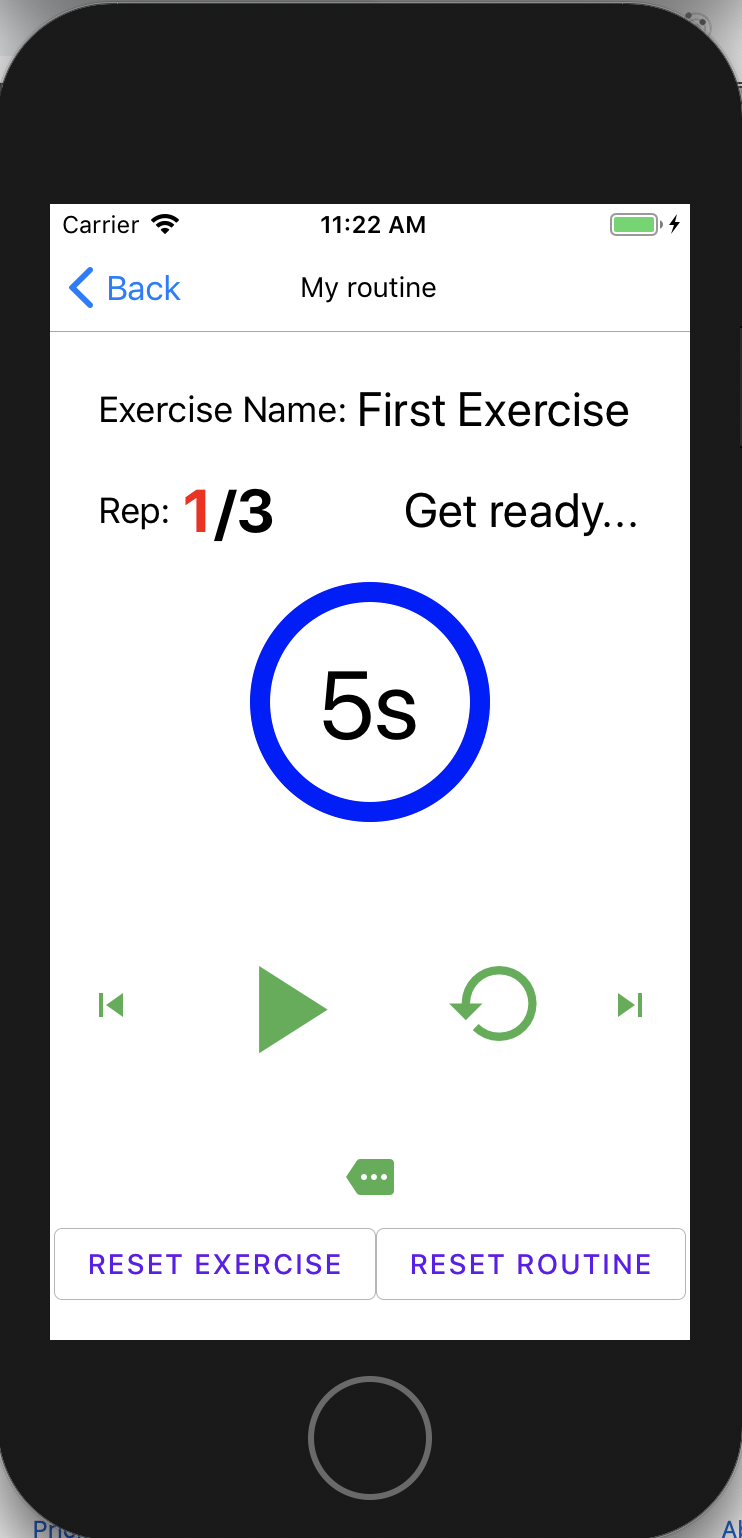 Carrier 11:22 AM
Back My routine
Exercise Name: First Exercise
Rep: 1/3 Get ready...
5s
RESET EXERCISE RESET ROUTINE